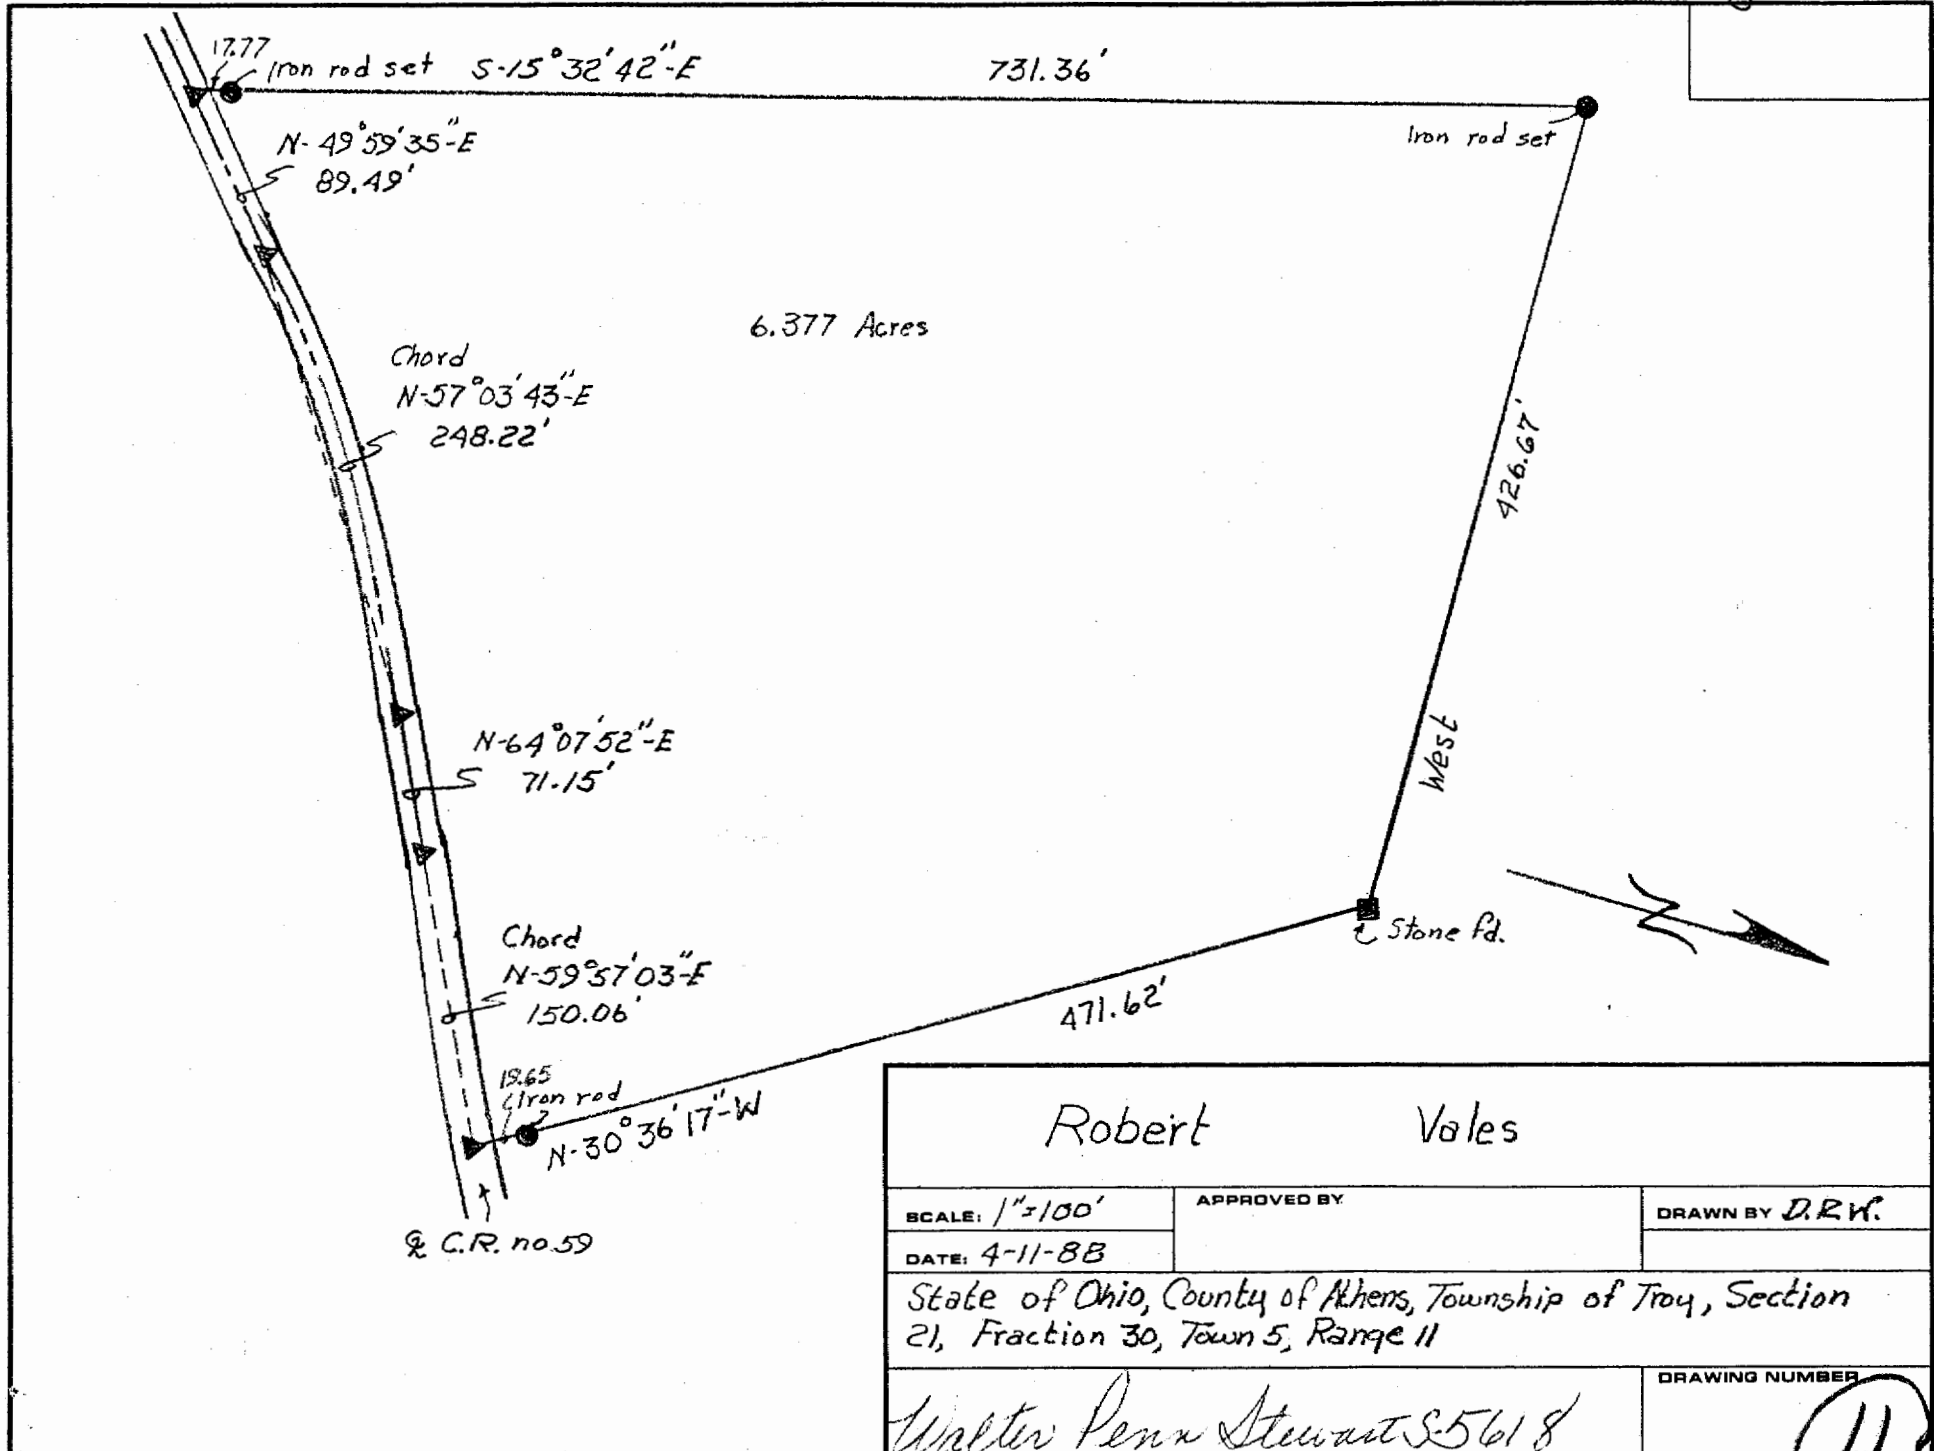 17.77
Iron rod set
S-15°32'42"-E
731.36'
Iron rod set
N-49°59'35"-E
89.49'
6.377 Acres
Chord
N-57°03'43"-E
248.22'
426.67'
West
N-64°07'52"-E
71.15'
N
℄ Stone fd.
Chord
N-59°57'03"-E
150.06'
471.62'
Iron rod
N-30°36'17"-W
℄ C.R. no.59
Robert Vales
SCALE: 1"=100'
APPROVED BY
DRAWN BY D.R.W.
DATE: 4-11-88
State of Ohio, County of Athens, Township of Troy, Section
21, Fraction 30, Town 5, Range 11
DRAWING NUMBER
Walter Penn Stewart S-5618